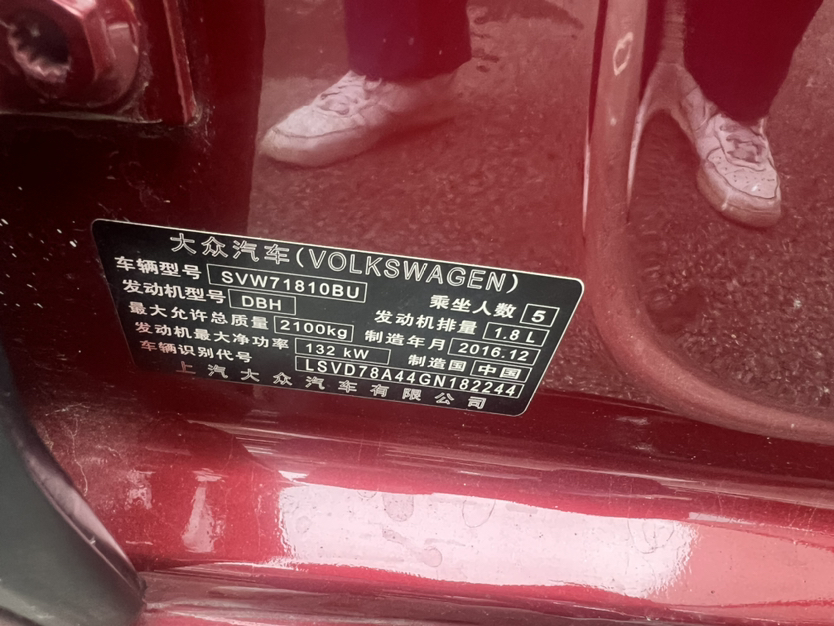 大众汽车(VOLKSWAGEN)
车辆型号 SVW71810BU 乘坐人数 5
发动机型号 DBH 发动机排量 1.8 L
最大允许总质量 2100kg 制造年月 2016.12
发动机最大净功率 132 kW 制造国 中国
车辆识别代号 LSVD78A44GN182244
上汽大众汽车有限公司